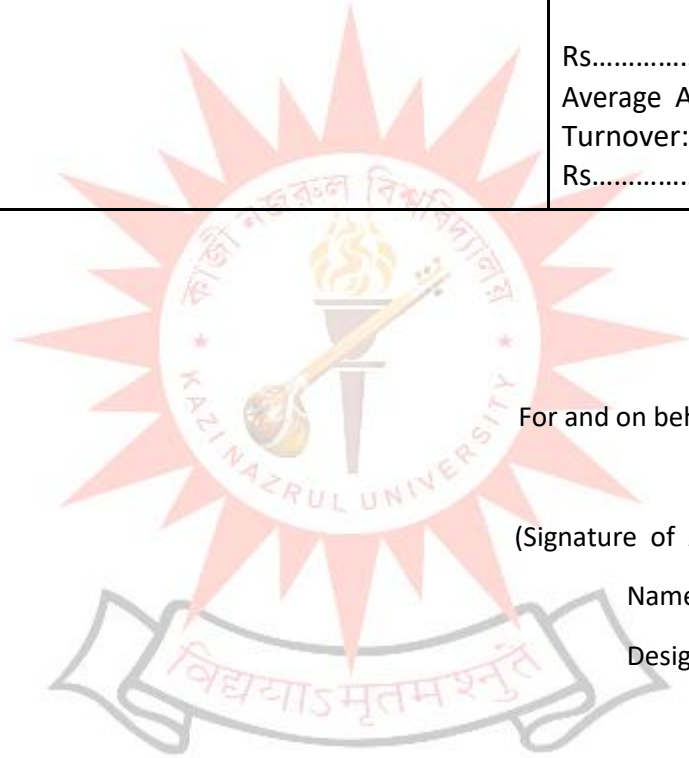 Rs..............
Average A
Turnover:
Rs..............
কাজী নজরুল বিশ্ববিদ্যালয়
★ KAZI NAZRUL UNIVERSITY ★
For and on beh
(Signature of
Name
Desig
विद्ययाऽमृतमश्नुते